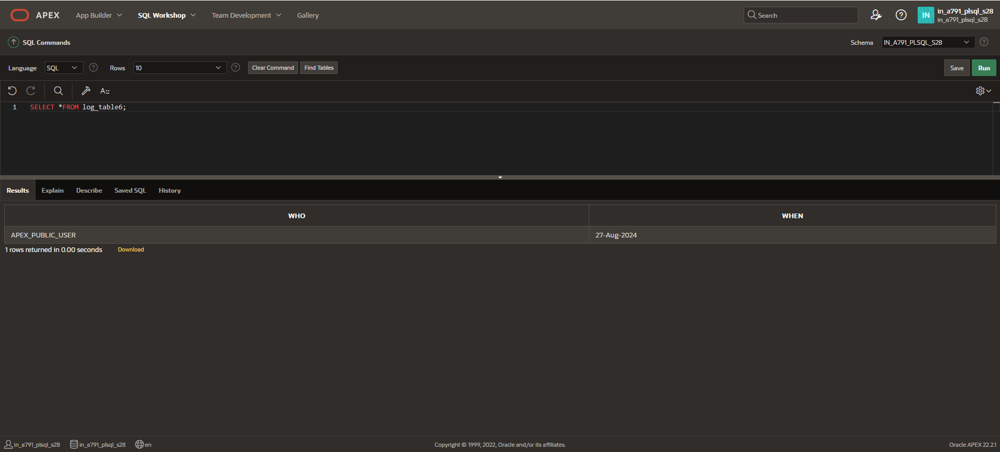 APEX App Builder SQL Workshop Team Development Gallery Search IN in_a791_plsql_s28
in_a791_plsql_s28
SQL Commands Schema IN_A791_PLSQL_S28
Language SQL Rows 10 Clear Command Find Tables Save Run
A::
1 SELECT *FROM log_table6;
Results Explain Describe Saved SQL History
WHO WHEN
APEX_PUBLIC_USER 27-Aug-2024
1 rows returned in 0.00 seconds Download
in_a791_plsql_s28 in_a791_plsql_s28 en Copyright © 1999, 2022, Oracle and/or its affiliates. Oracle APEX 22.2.1